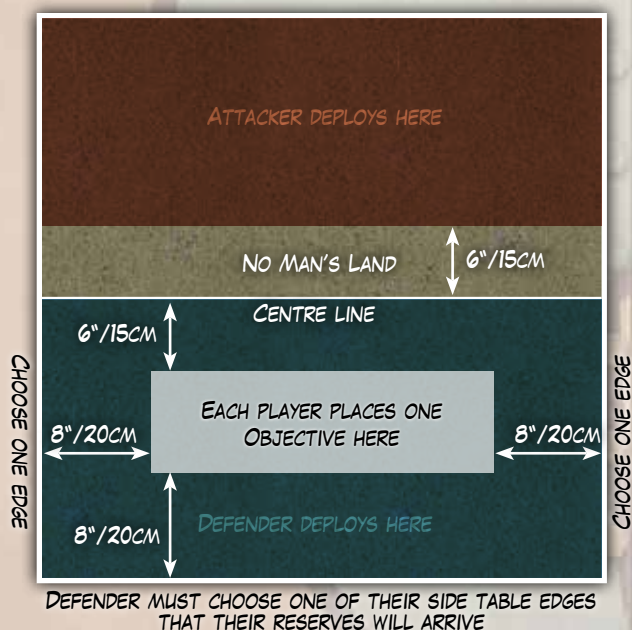 ATTACKER DEPLOYS HERE
NO MAN'S LAND
6"/15CM
CENTRE LINE
6"/15CM
EACH PLAYER PLACES ONE
OBJECTIVE HERE
8"/20CM
8"/20CM
CHOOSE ONE EDGE
CHOOSE ONE EDGE
8"/20CM
DEFENDER DEPLOYS HERE
DEFENDER MUST CHOOSE ONE OF THEIR SIDE TABLE EDGES
THAT THEIR RESERVES WILL ARRIVE